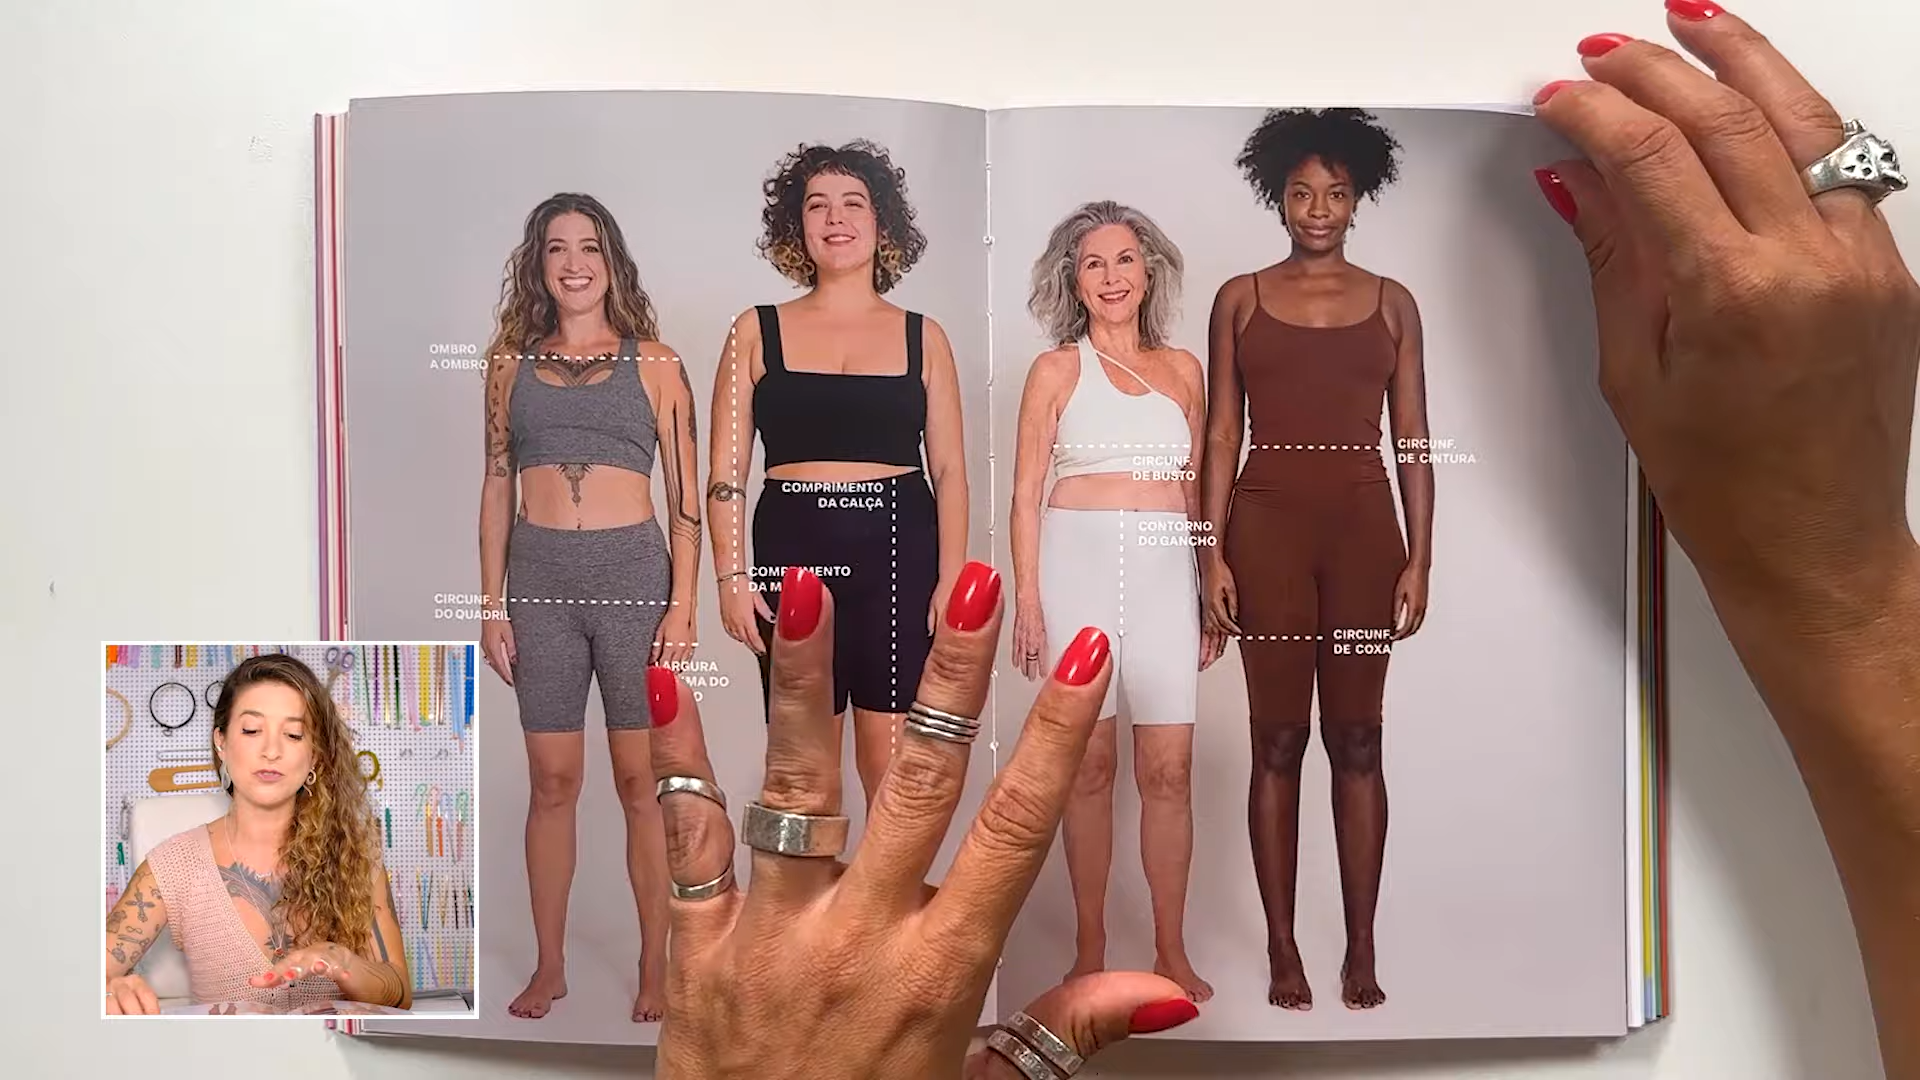 OMBRO
A OMBRO
CIRCUNF.
DO QUADRIL
COMPRIMENTO
DA CALÇA
CIRCUNF.
DE BUSTO
CONTORNO
DO GANCHO
CIRCUNF.
DE CINTURA
CIRCUNF.
DE COXA